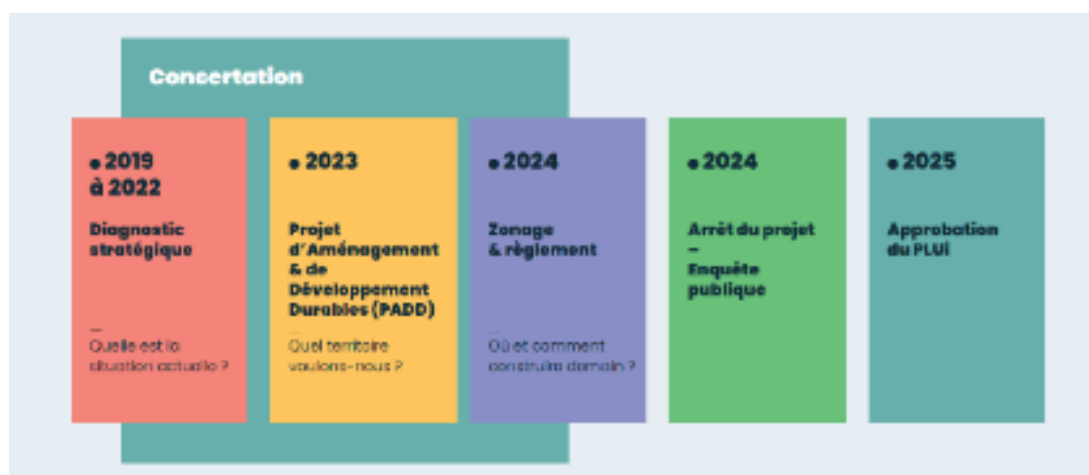 Concertation
• 2019
à 2022
Diagnostic
stratégique
—
Quelle est la
situation actuelle ?
• 2023
Projet
d'Aménagement
& de
Développement
Durables (PADD)
—
Quel territoire
voulons-nous ?
• 2024
Zonage
& règlement
—
Où et comment
construire demain ?
• 2024
Arrêt du projet
–
Enquête
publique
• 2025
Approbation
du PLUi